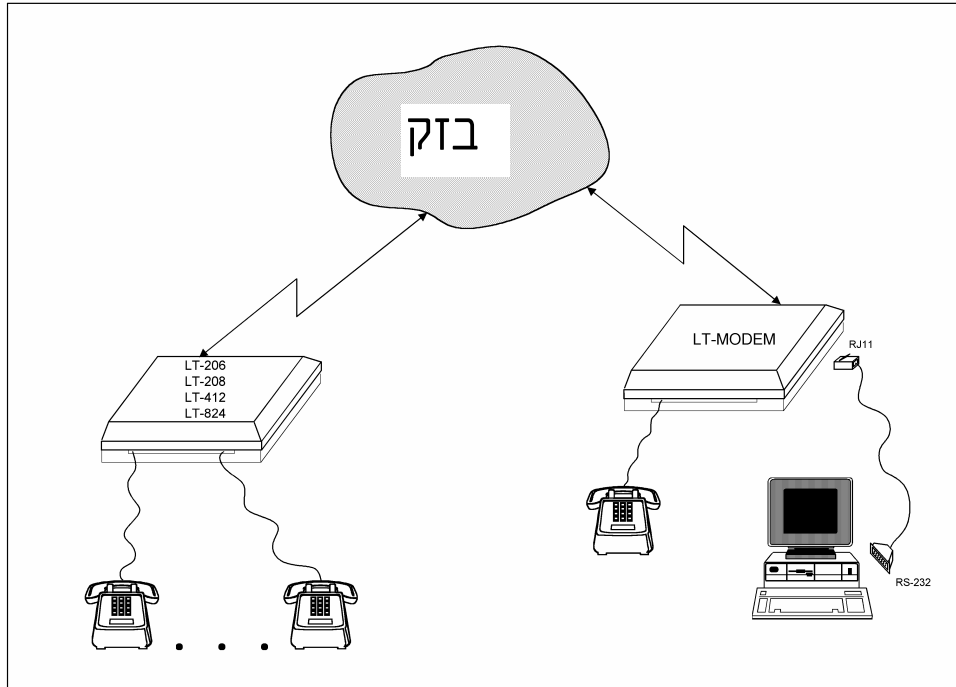 בזק
LT-MODEM
RJ11
LT-206
LT-208
LT-412
LT-824
RS-232